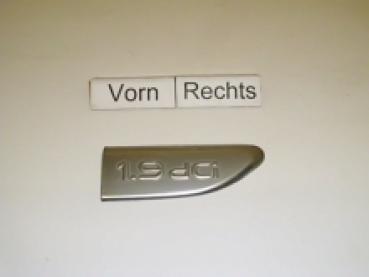 Vorn Rechts
1.9 dCi